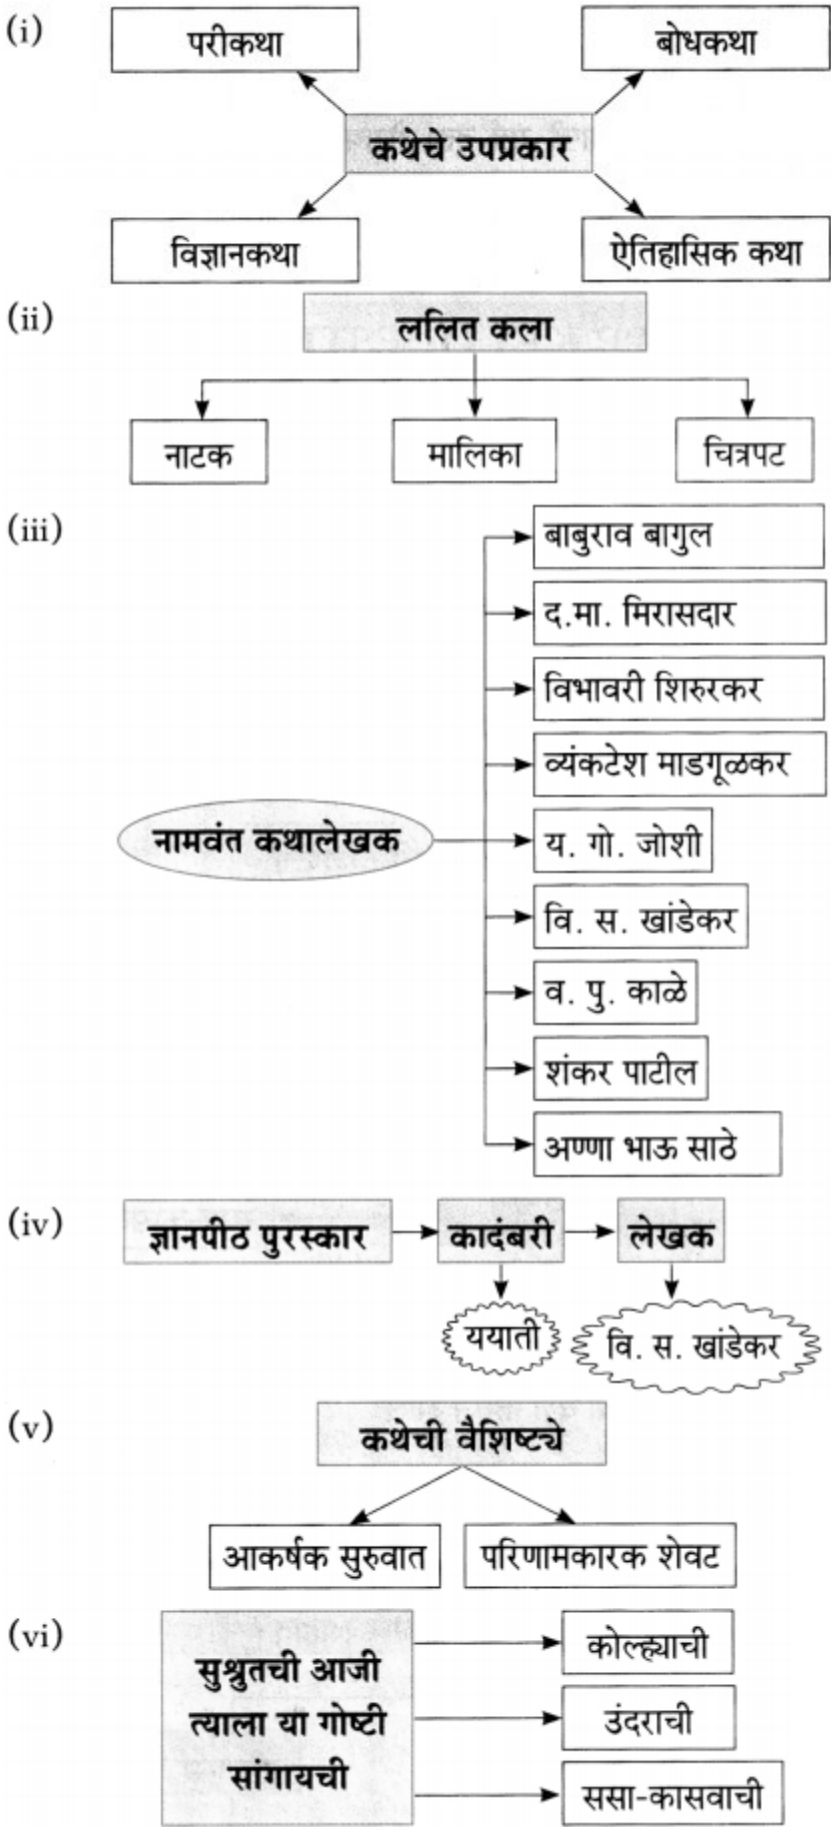 (i)
परीकथा
बोधकथा
कथेचे उपप्रकार
विज्ञानकथा
ऐतिहासिक कथा
(ii)
ललित कला
नाटक
मालिका
चित्रपट
(iii)
बाबुराव बागुल
द.मा. मिरासदार
विभावरी शिरुरकर
व्यंकटेश माडगूळकर
नामवंत कथालेखक
य. गो. जोशी
वि. स. खांडेकर
व. पु. काळे
शंकर पाटील
अण्णा भाऊ साठे
(iv)
ज्ञानपीठ पुरस्कार
कादंबरी
लेखक
ययाती
वि. स. खांडेकर
(v)
कथेची वैशिष्ट्ये
आकर्षक सुरुवात
परिणामकारक शेवट
(vi)
सुश्रुतची आजी
त्याला या गोष्टी
सांगायची
कोल्ह्याची
उंदराची
ससा-कासवाची